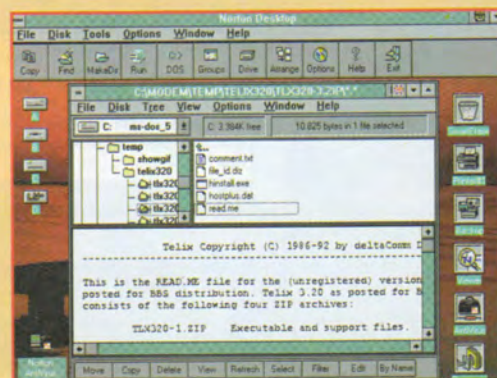 Norton Desktop
File Disk Tools Options Window Help
Copy Find MakeDir Run DOS Groups Drive Arrange Options Help Exit
C:\MODEM\TEMP\TELIX320\TLX320-3.ZIP\*.*
File Disk Tree View Options Window Help
C: ms-dos_5 C: 3,384K free 10,825 bytes in 1 file selected
temp
showgif
telix320
tlx320
tlx320
tlx320
tlx320
comment.txt
file_id.diz
hinstall.exe
hostplus.dat
read.me
Telix Copyright (C) 1986-92 by deltaComm D
This is the READ.ME file for the (unregistered) version
posted for BBS distribution. Telix 3.20 as posted for B
consists of the following four ZIP archives:
TLX320-1.ZIP Executable and support files.
Move Copy Delete View Refresh Select Filter Edit By Name
SmartErase
Backup
Viewer
AntiVirus
Norton